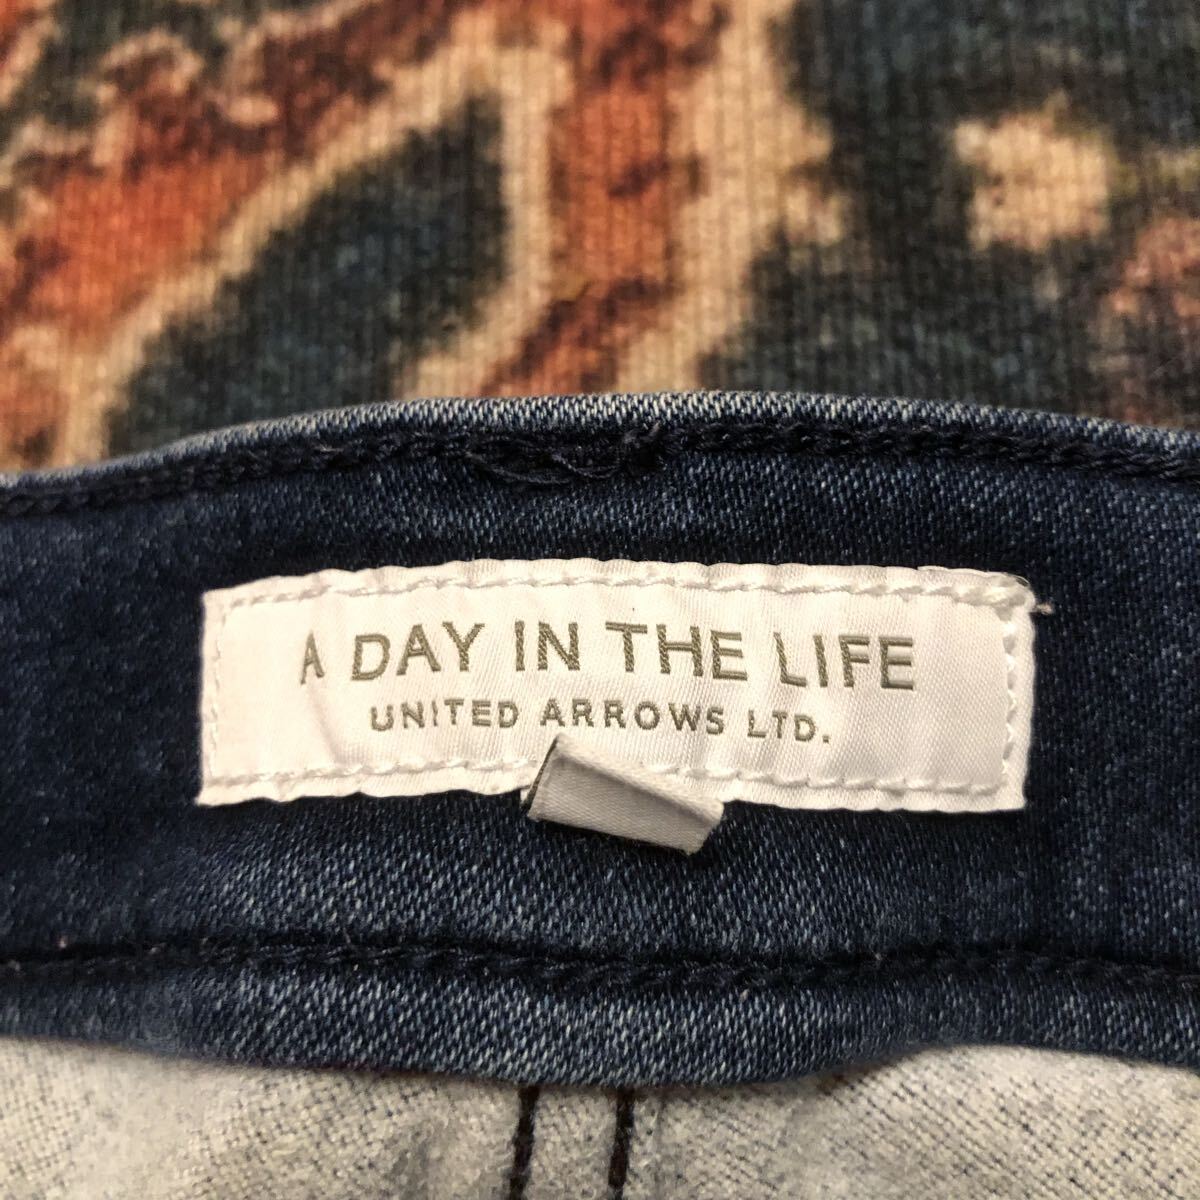 A DAY IN THE LIFE
UNITED ARROWS LTD.